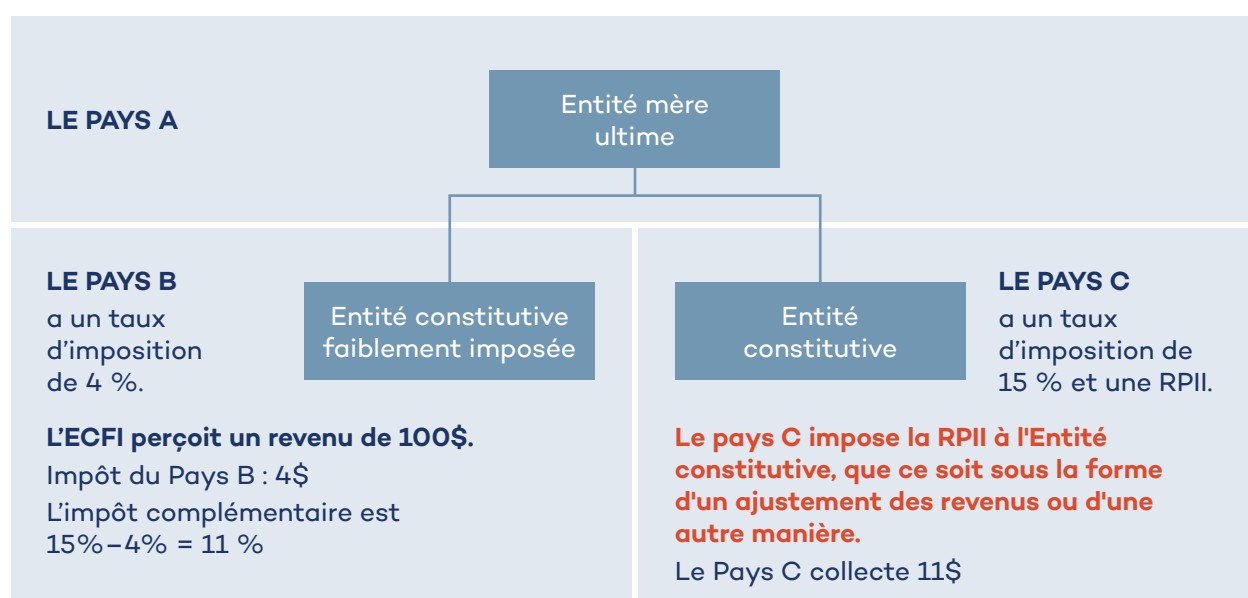 LE PAYS A
Entité mère
ultime
LE PAYS B
a un taux
d’imposition
de 4 %.
Entité constitutive
faiblement imposée
L’ECFI perçoit un revenu de 100$.
Impôt du Pays B : 4$
L’impôt complémentaire est
15%–4% = 11 %
Entité
constitutive
LE PAYS C
a un taux
d’imposition de
15 % et une RPII.
Le pays C impose la RPII à l'Entité
constitutive, que ce soit sous la forme
d'un ajustement des revenus ou d'une
autre manière.
Le Pays C collecte 11$